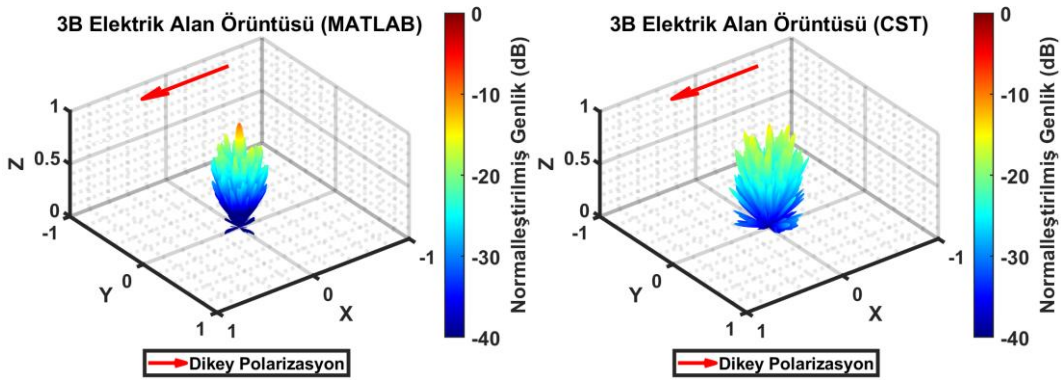 3B Elektrik Alan Örüntüsü (MATLAB)
1
0.5
0
-1
Z
Y
0
1
1
X
0
-1
0
-10
-20
-30
-40
Normalleştirilmiş Genlik (dB)
Dikey Polarizasyon
3B Elektrik Alan Örüntüsü (CST)
1
0.5
0
-1
Z
Y
0
1
1
X
0
-1
0
-10
-20
-30
-40
Normalleştirilmiş Genlik (dB)
Dikey Polarizasyon